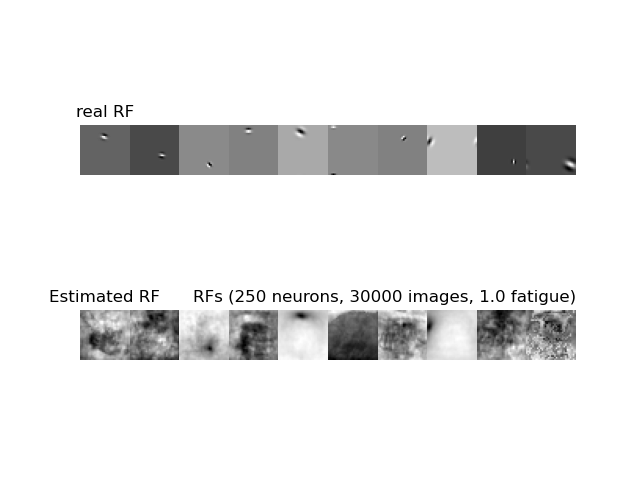 real RF
Estimated RF
RFs (250 neurons, 30000 images, 1.0 fatigue)